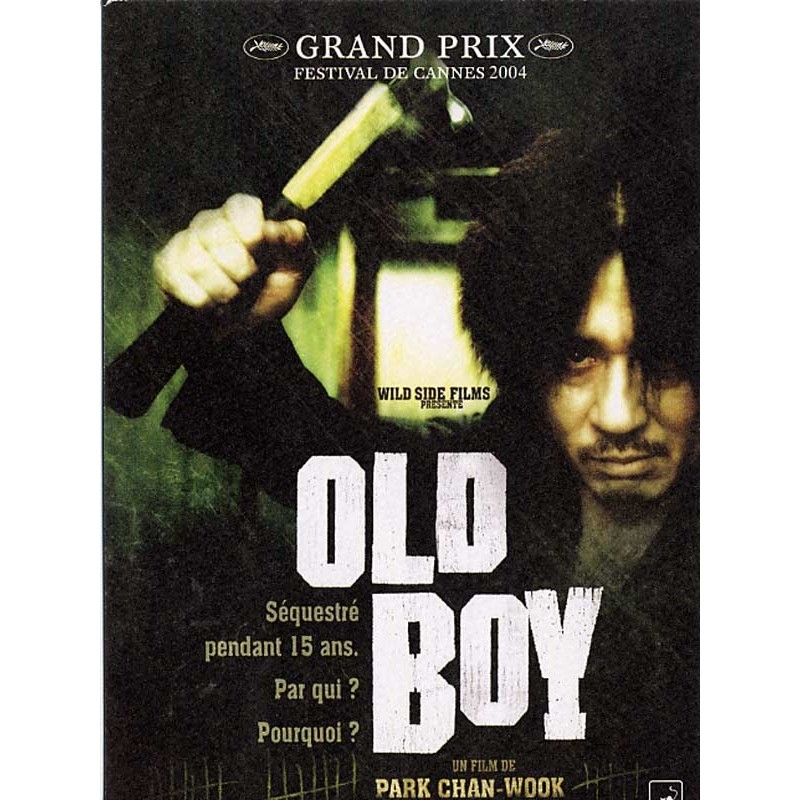 GRAND PRIX
FESTIVAL DE CANNES 2004
WILD SIDE FILMS
PRÉSENTE
OLD
BOY
Séquestré
pendant 15 ans.
Par qui ?
Pourquoi ?
UN FILM DE
PARK CHAN-WOOK